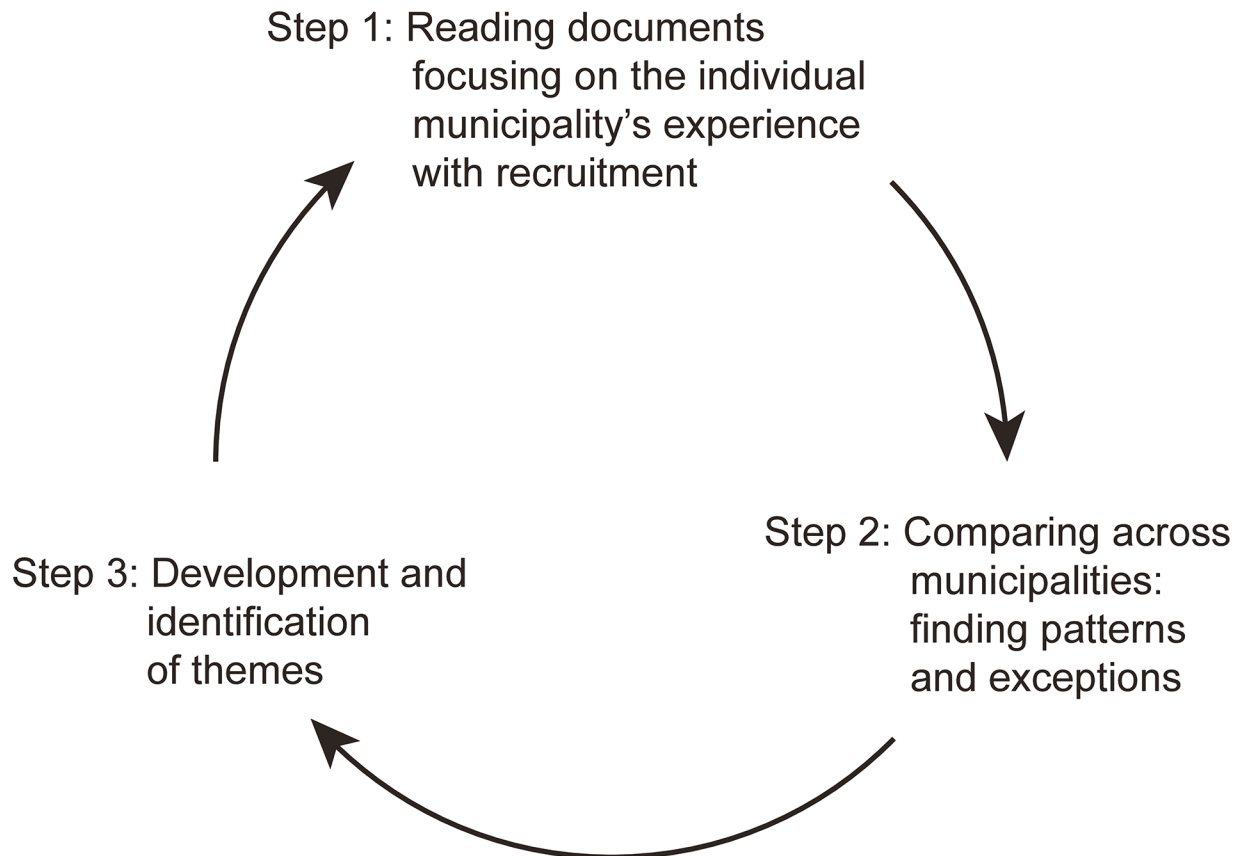 Step 1: Reading documents
focusing on the individual
municipality’s experience
with recruitment
Step 2: Comparing across
municipalities:
finding patterns
and exceptions
Step 3: Development and
identification
of themes